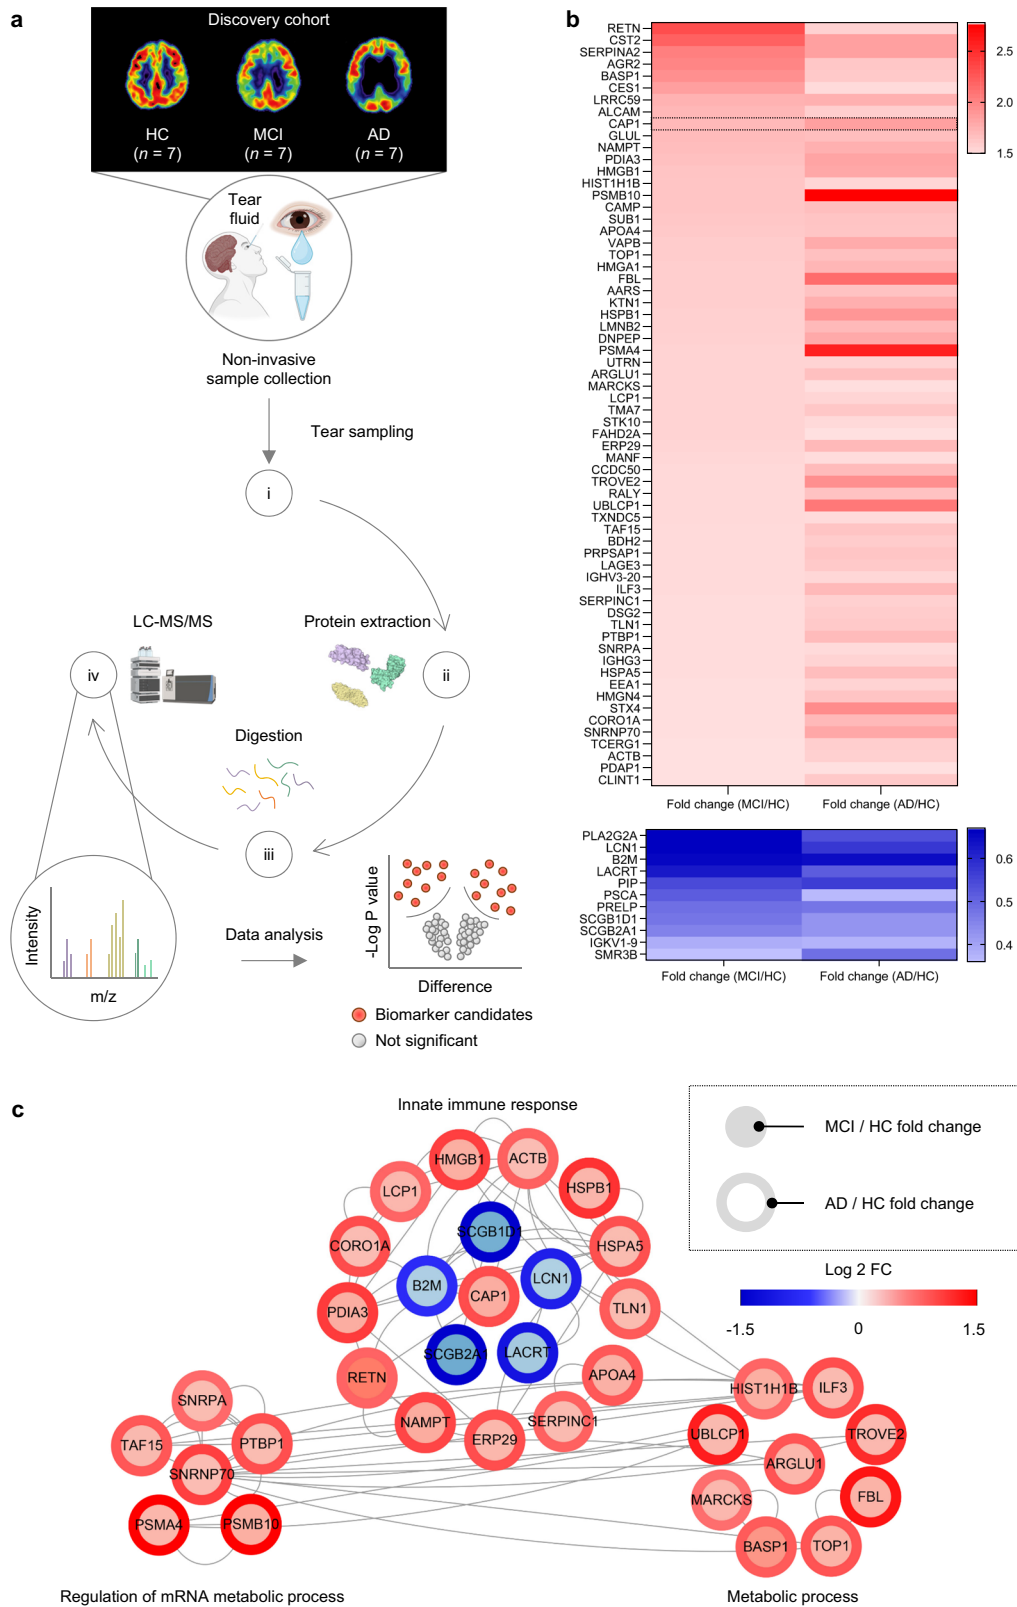 a
Discovery cohort
HC
(n = 7)
MCI
(n = 7)
AD
(n = 7)
Tear
fluid
Non-invasive
sample collection
Tear sampling
i
LC-MS/MS
Protein extraction
iv
ii
Digestion
iii
Intensity
m/z
Data analysis
-Log P value
Difference
Biomarker candidates
Not significant
b
RETN
CST2
SERPINA2
AGR2
BASP1
CES1
LRRC59
ALCAM
CAP1
GLUL
NAMPT
PDIA3
HMGB1
HIST1H1B
PSMB10
CAMP
SUB1
APOA4
VAPB
TOP1
HMGA1
FBL
AARS
KTN1
HSPB1
LMNB2
DNPEP
PSMA4
UTRN
ARGLU1
MARCKS
LCP1
TMA7
STK10
FAHD2A
ERP29
MANF
CCDC50
TROVE2
RALY
UBLCP1
TXNDC5
TAF15
BDH2
PRPSAP1
LAGE3
IGHV3-20
ILF3
SERPINC1
DSG2
TLN1
PTBP1
SNRPA
IGHG3
HSPA5
EEA1
HMGN4
STX4
CORO1A
SNRNP70
TCERG1
ACTB
PDAP1
CLINT1
Fold change (MCI/HC)
Fold change (AD/HC)
2.5
2.0
1.5
PLA2G2A
LCN1
B2M
LACRT
PIP
PSCA
PRELP
SCGB1D1
SCGB2A1
IGKV1-9
SMR3B
Fold change (MCI/HC)
Fold change (AD/HC)
0.6
0.5
0.4
c
Innate immune response
HMGB1
ACTB
LCP1
HSPB1
CORO1A
SCGB1D1
HSPA5
B2M
LCN1
CAP1
PDIA3
TLN1
SCGB2A1
LACRT
RETN
APOA4
NAMPT
SERPINC1
ERP29
SNRPA
TAF15
PTBP1
SNRNP70
PSMA4
PSMB10
Regulation of mRNA metabolic process
HIST1H1B
ILF3
UBLCP1
TROVE2
ARGLU1
MARCKS
FBL
BASP1
TOP1
Metabolic process
MCI / HC fold change
AD / HC fold change
Log 2 FC
-1.5
0
1.5